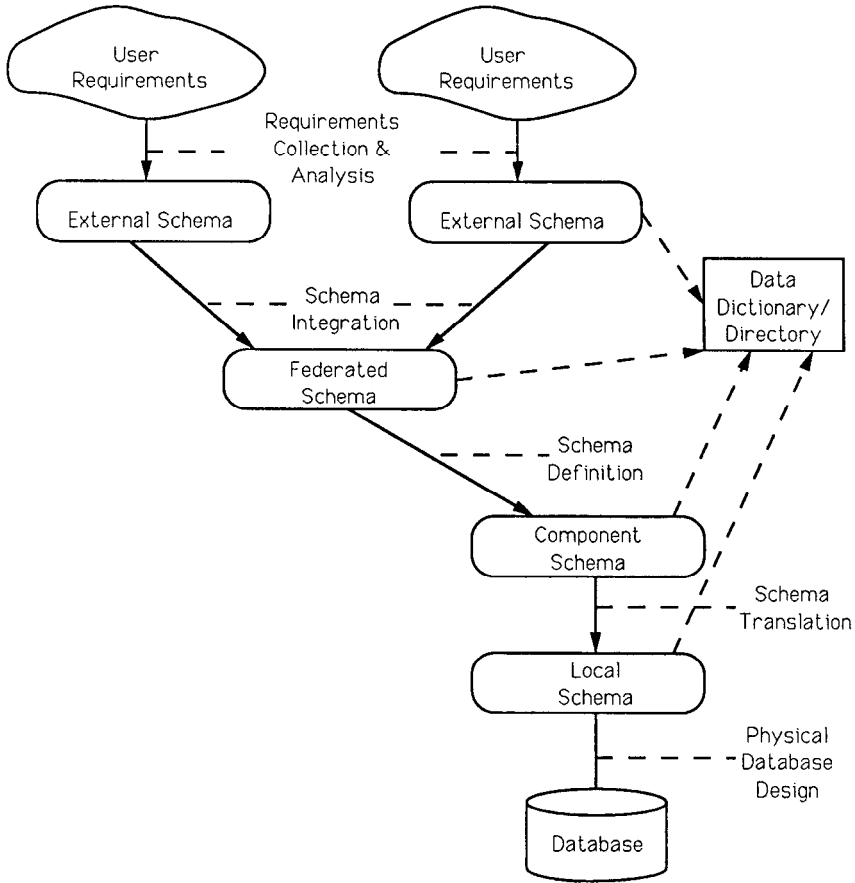 User
Requirements
User
Requirements
Requirements
Collection &
Analysis
External Schema
External Schema
Data
Dictionary/
Directory
Schema
Integration
Federated
Schema
Schema
Definition
Component
Schema
Schema
Translation
Local
Schema
Physical
Database
Design
Database